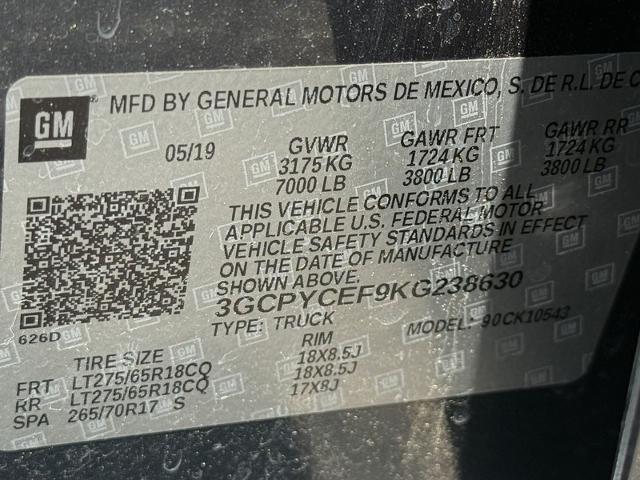 GM
MFD BY GENERAL MOTORS DE MEXICO, S. DE R.L. DE C
05/19 GVWR GAWR FRT GAWR RR
3175 KG 1724 KG 1724 KG
7000 LB 3800 LB 3800 LB
THIS VEHICLE CONFORMS TO ALL
APPLICABLE U.S. FEDERAL MOTOR
VEHICLE SAFETY STANDARDS IN EFFECT
ON THE DATE OF MANUFACTURE
SHOWN ABOVE.
3GCPYCEF9KG238630
626D
TYPE: TRUCK MODEL: 90CK10543
TIRE SIZE RIM
FRT LT275/65R18CQ 18X8.5J
RR LT275/65R18CQ 18X8.5J
SPA 265/70R17 S 17X8J